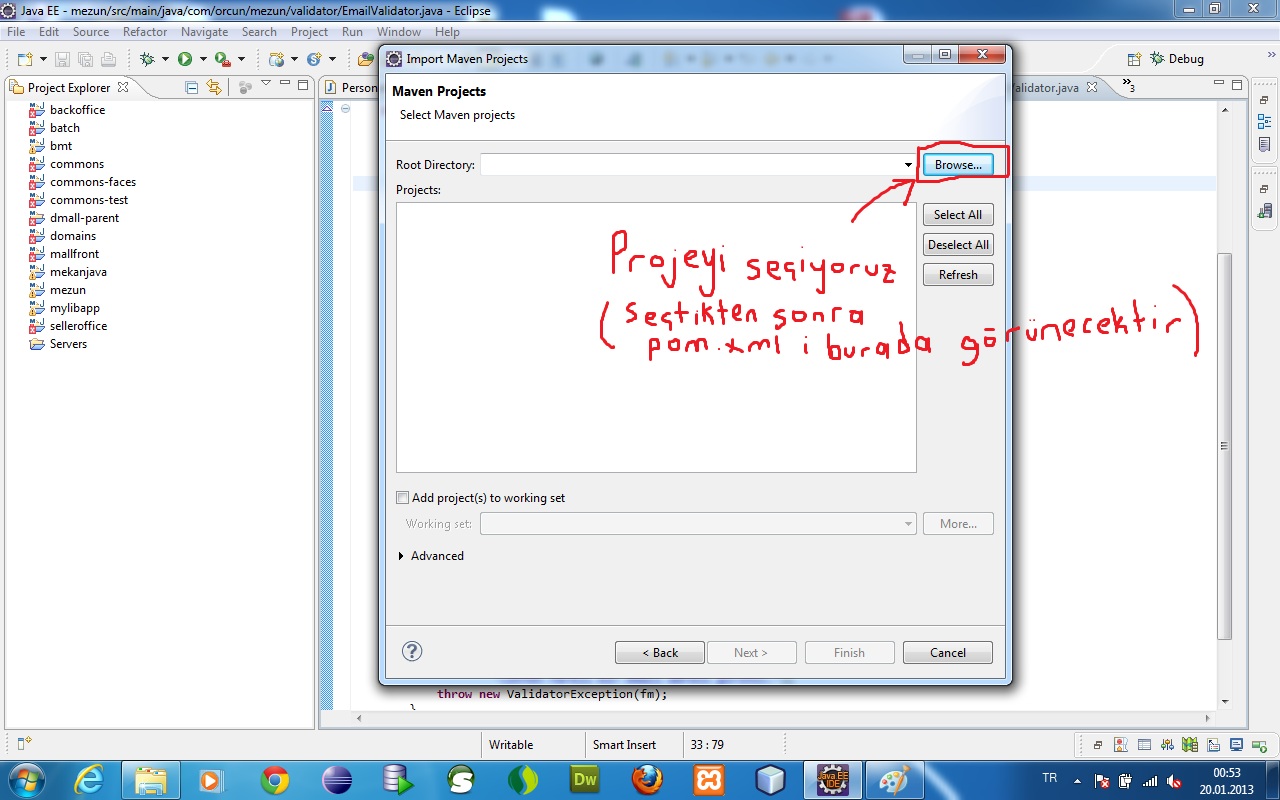 Java EE - mezun/src/main/java/com/orcun/mezun/validator/EmailValidator.java - Eclipse
File Edit Source Refactor Navigate Search Project Run Window Help
Debug
Project Explorer
Person
alidator.java
3
backoffice
batch
bmt
commons
commons-faces
commons-test
dmall-parent
domains
mallfront
mekanjava
mezun
mylibapp
selleroffice
Servers
Import Maven Projects
Maven Projects
Select Maven projects
Root Directory:
Browse...
Projects:
Select All
Deselect All
Refresh
Projeyi seçiyoruz
(seçtikten sonra
pom.xml i burada görünecektir)
Add project(s) to working set
Working set:
More...
Advanced
< Back
Next >
Finish
Cancel
throw new ValidatorException(fm);
}
Writable
Smart Insert
33 : 79
Dw
Java EE
IDE
TR
00:53
20.01.2013